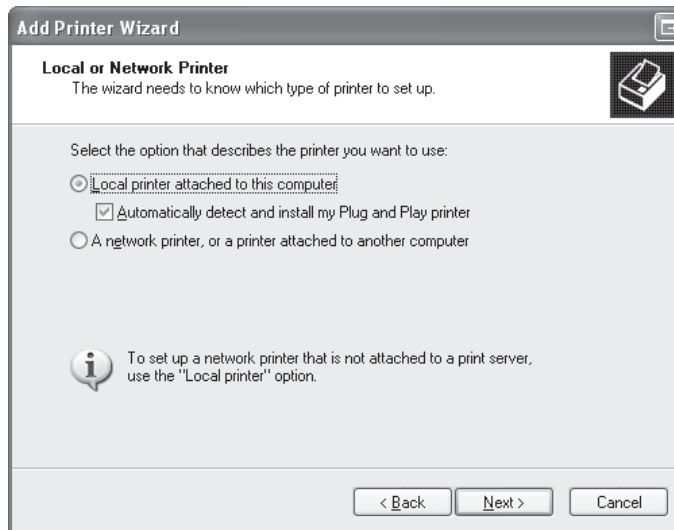 Add Printer Wizard
Local or Network Printer
The wizard needs to know which type of printer to set up.
Select the option that describes the printer you want to use:
Local printer attached to this computer
Automatically detect and install my Plug and Play printer
A network printer, or a printer attached to another computer
To set up a network printer that is not attached to a print server,
use the "Local printer" option.
< Back
Next >
Cancel